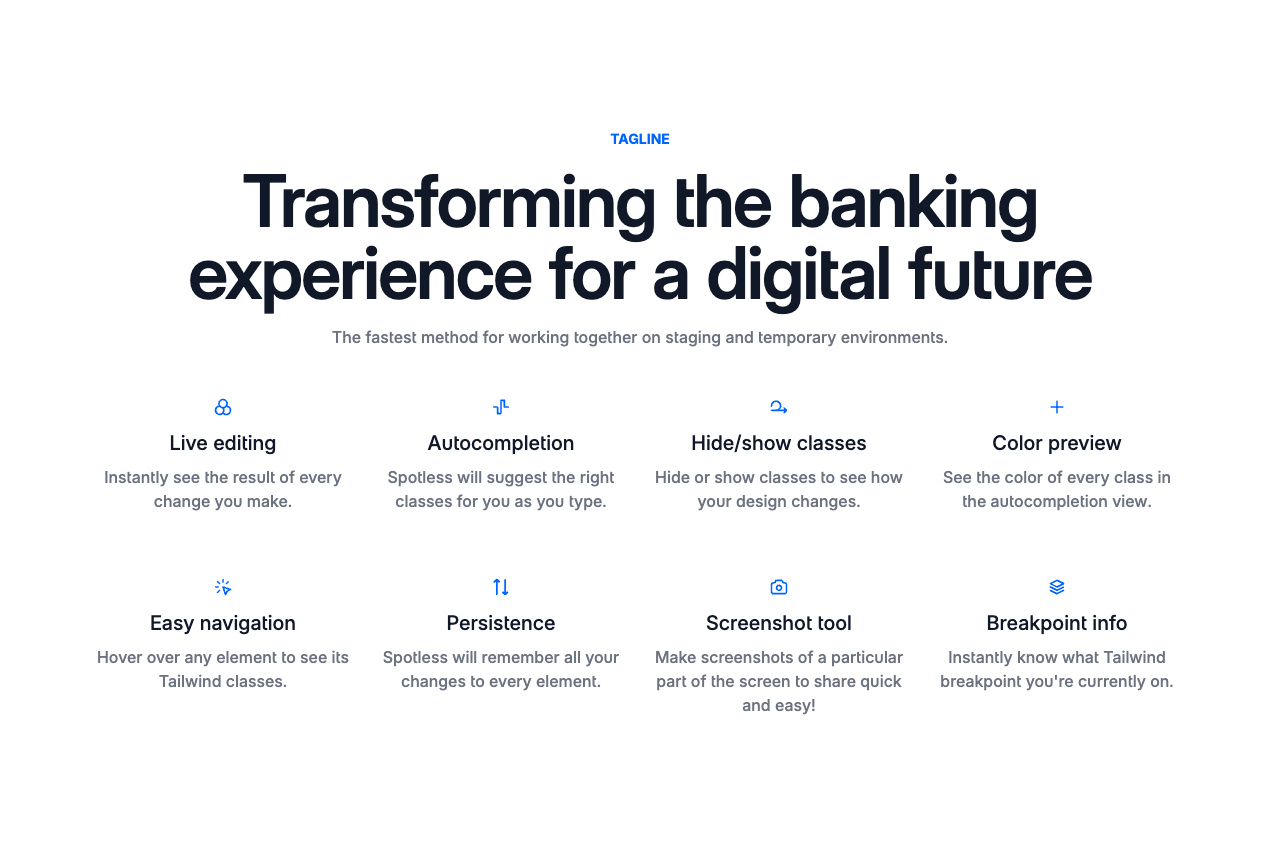 TAGLINE
Transforming the banking
experience for a digital future
The fastest method for working together on staging and temporary environments.
Live editing
Instantly see the result of every
change you make.
Autocompletion
Spotless will suggest the right
classes for you as you type.
Hide/show classes
Hide or show classes to see how
your design changes.
Color preview
See the color of every class in
the autocompletion view.
Easy navigation
Hover over any element to see its
Tailwind classes.
Persistence
Spotless will remember all your
changes to every element.
Screenshot tool
Make screenshots of a particular
part of the screen to share quick
and easy!
Breakpoint info
Instantly know what Tailwind
breakpoint you're currently on.